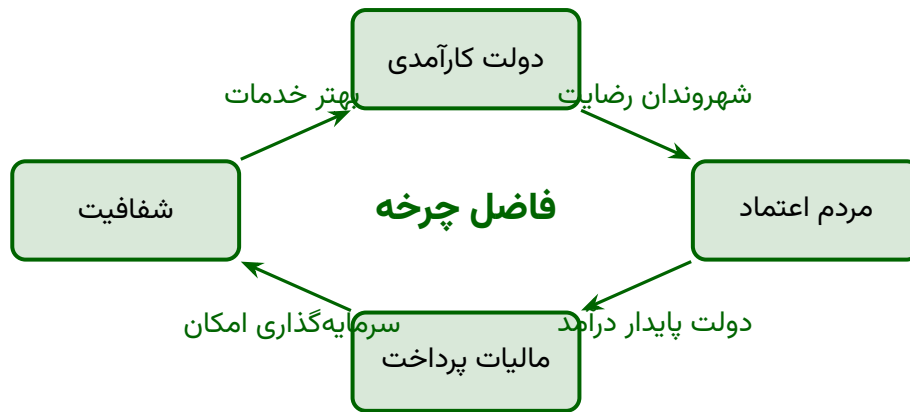 دولت کارآمدی
شهروندان رضایت
بهتر خدمات
مردم اعتماد
فاضل چرخه
شفافیت
دولت پایدار درآمد
سرمایه‌گذاری امکان
مالیات پرداخت